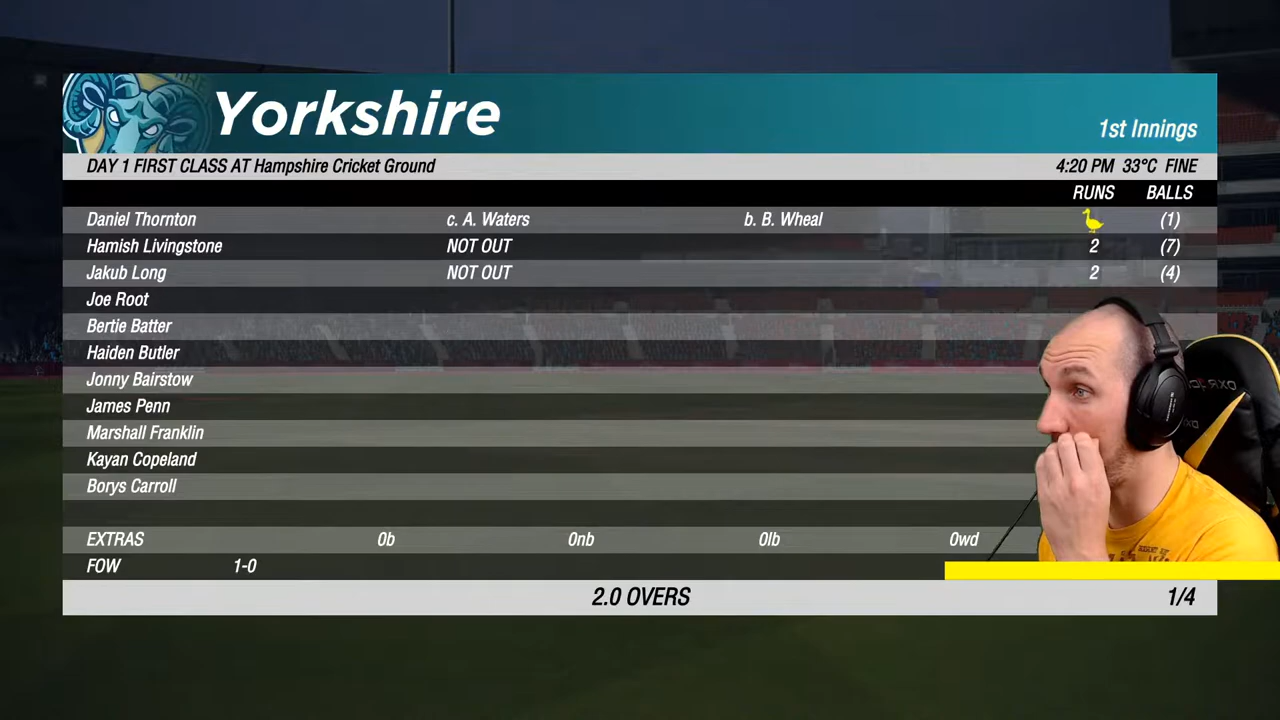 Yorkshire
1st Innings
DAY 1 FIRST CLASS AT Hampshire Cricket Ground 4:20 PM 33°C FINE
RUNS BALLS
Daniel Thornton c. A. Waters b. B. Wheal (1)
Hamish Livingstone NOT OUT 2 (7)
Jakub Long NOT OUT 2 (4)
Joe Root
Bertie Batter
Haiden Butler
Jonny Bairstow
James Penn
Marshall Franklin
Kayan Copeland
Borys Carroll
EXTRAS 0b 0nb 0lb 0wd
FOW 1-0
2.0 OVERS 1/4